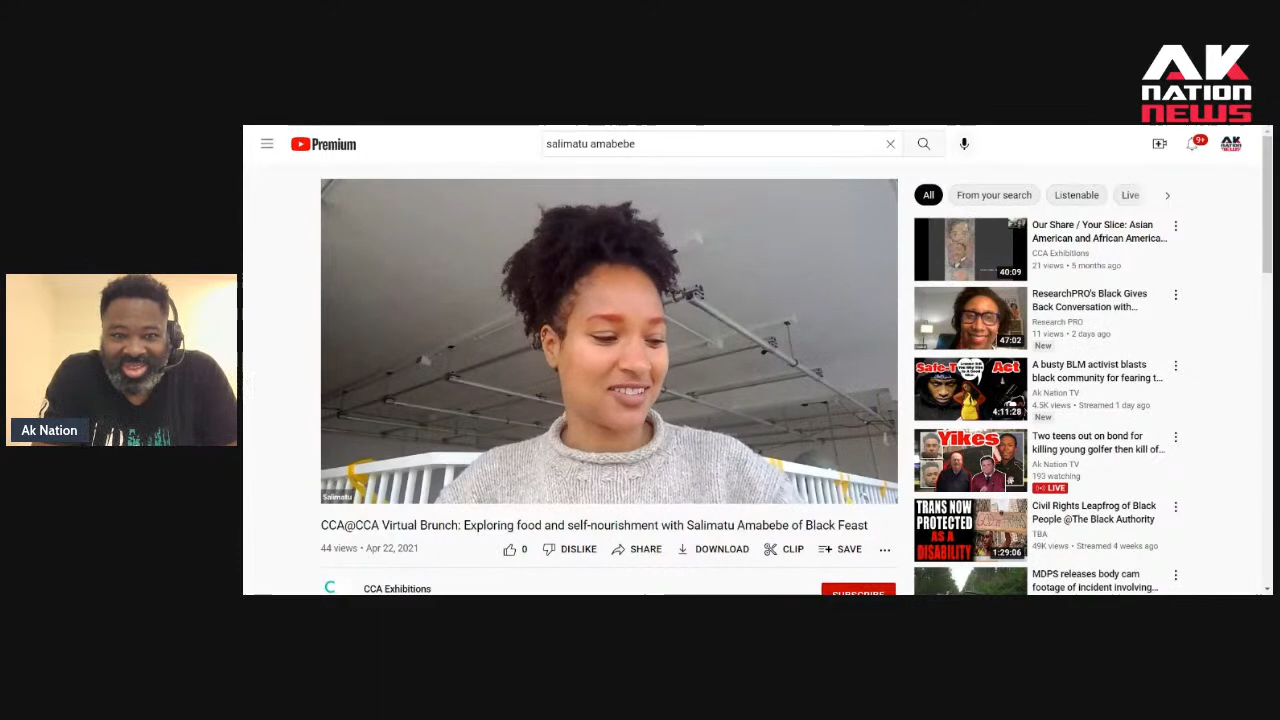 AK
NATION
NEWS
Premium
salimatu amabebe
9+
Ak Nation
Salimatu
CCA@CCA Virtual Brunch: Exploring food and self-nourishment with Salimatu Amabebe of Black Feast
44 views • Apr 22, 2021
0
DISLIKE
SHARE
DOWNLOAD
CLIP
SAVE
CCA Exhibitions
SUBSCRIBE
All
From your search
Listenable
Live
Our Share / Your Slice: Asian
American and African America...
CCA Exhibitions
21 views • 5 months ago
40:09
ResearchPRO's Black Gives
Back Conversation with...
Research PRO
11 views • 2 days ago
New
47:02
A busty BLM activist blasts
black community for fearing t...
Ak Nation TV
4.5K views • Streamed 1 day ago
New
Safe-T
Act
4:11:28
Two teens out on bond for
killing young golfer then kill of...
Ak Nation TV
193 watching
LIVE
Yikes
Civil Rights Leapfrog of Black
People @The Black Authority
TBA
49K views • Streamed 4 weeks ago
TRANS NOW
PROTECTED
AS A
DISABILITY
1:29:06
MDPS releases body cam
footage of incident involving...